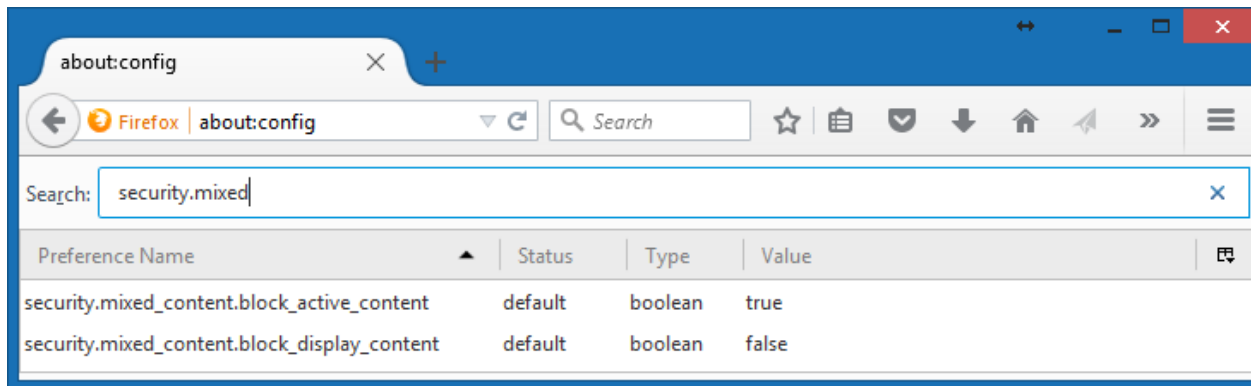 about:config
Firefox about:config Search
Search: security.mixed
Preference Name Status Type Value
security.mixed_content.block_active_content default boolean true
security.mixed_content.block_display_content default boolean false